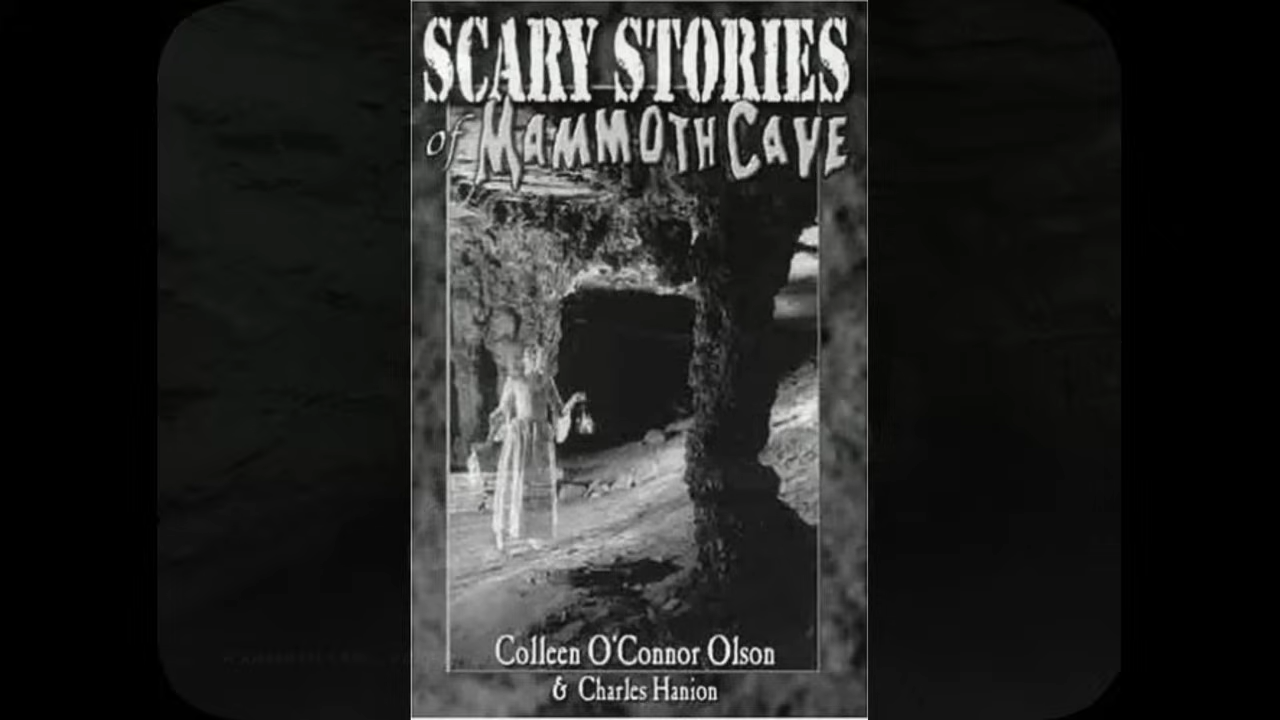 SCARY STORIES
of MAMMOTH CAVE
Colleen O'Connor Olson
& Charles Hanion